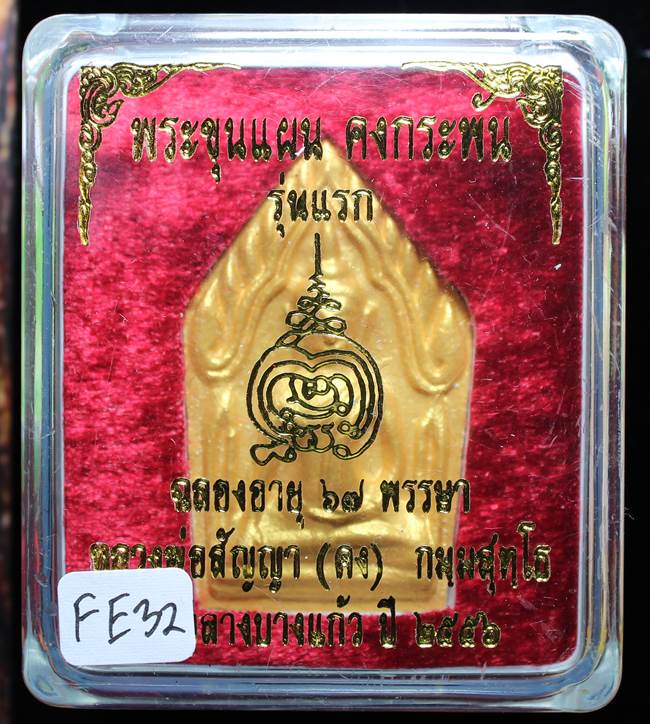 พระขุนแผน คงกระพัน
รุ่นแรก
ฉลองอายุ ๖๗ พรรษา
หลวงพ่อสัญญา (คง) กมฺมสุทฺโธ
ลางบางแก้ว ปี ๒๕๕๖
FE32